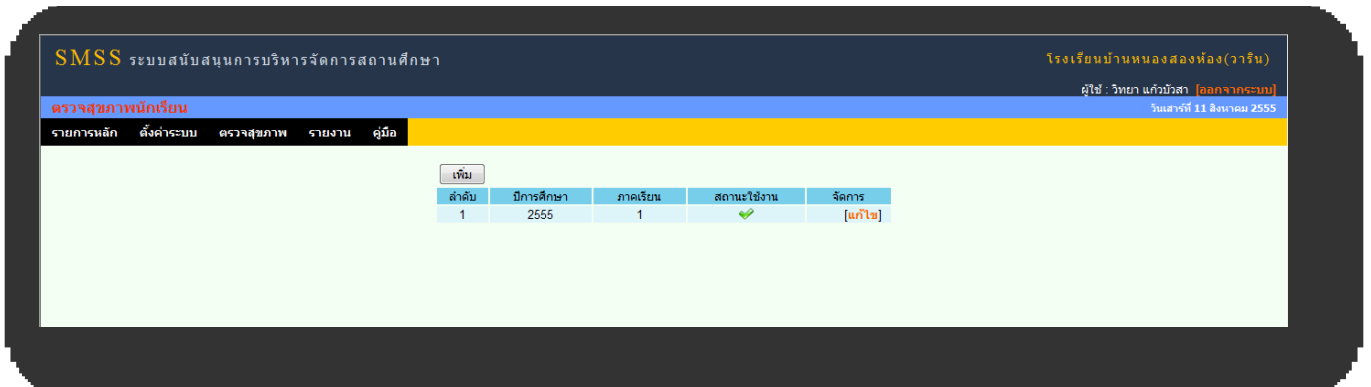 SMSS ระบบสนับสนุนการบริหารจัดการสถานศึกษา โรงเรียนบ้านหนองสองห้อง(วาริน)
ผู้ใช้ : วิทยา แก้วบัวสา [ออกจากระบบ]
ตรวจสุขภาพนักเรียน วันเสาร์ที่ 11 สิงหาคม 2555
รายการหลัก ตั้งค่าระบบ ตรวจสุขภาพ รายงาน คู่มือ
เพิ่ม
ลำดับ ปีการศึกษา ภาคเรียน สถานะใช้งาน จัดการ
1 2555 1 [แก้ไข]